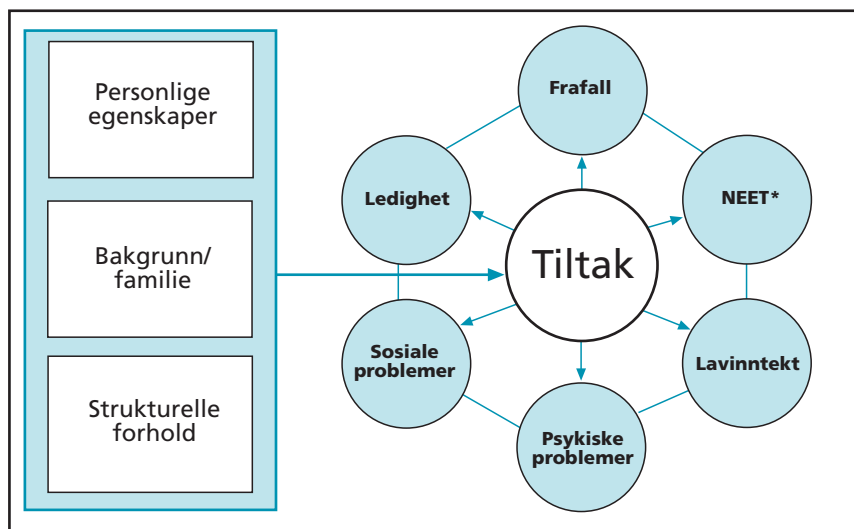 Personlige
egenskaper
Bakgrunn/
familie
Strukturelle
forhold
Frafall
Ledighet
NEET*
Tiltak
Sosiale
problemer
Lavinntekt
Psykiske
problemer